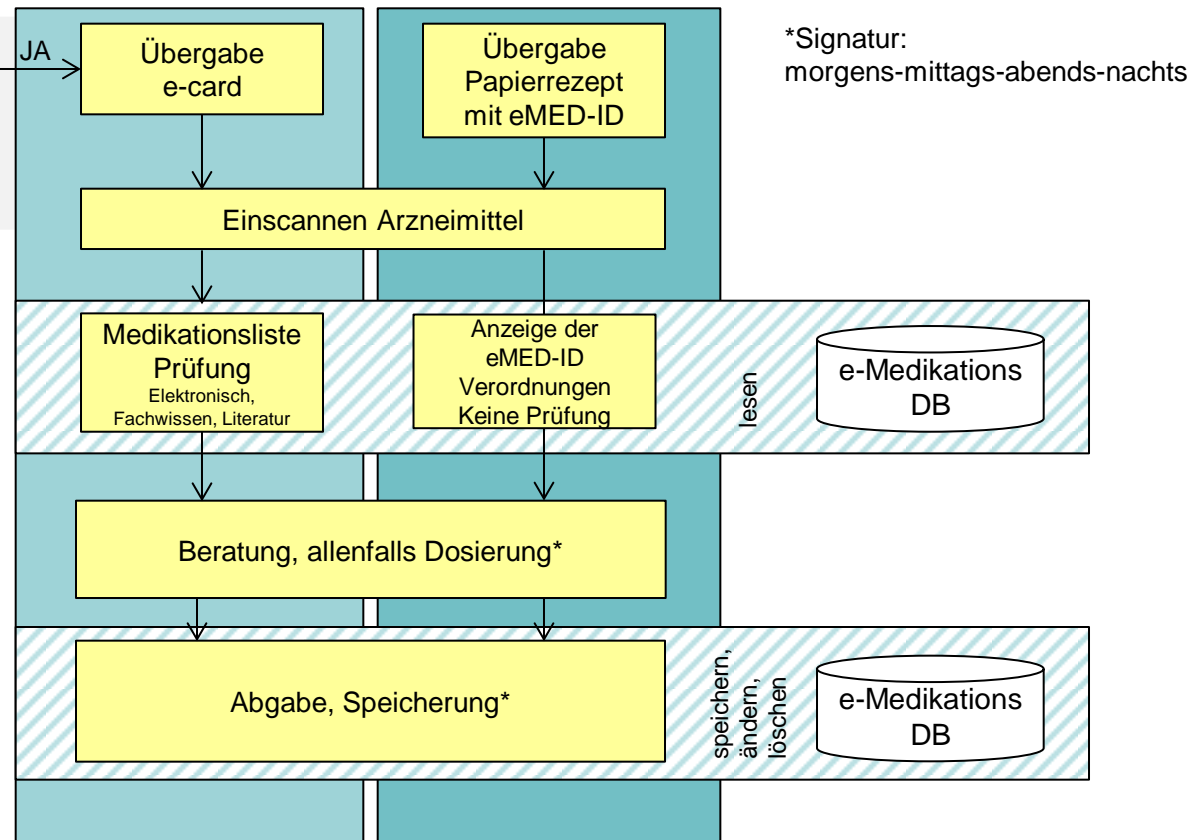 JA
Übergabe
e-card
Übergabe
Papierrezept
mit eMED-ID
*Signatur:
morgens-mittags-abends-nachts
Einscannen Arzneimittel
Medikationsliste
Prüfung
Elektronisch,
Fachwissen, Literatur
Anzeige der
eMED-ID
Verordnungen
Keine Prüfung
lesen
e-Medikations
DB
Beratung, allenfalls Dosierung*
Abgabe, Speicherung*
speichern,
ändern,
löschen
e-Medikations
DB